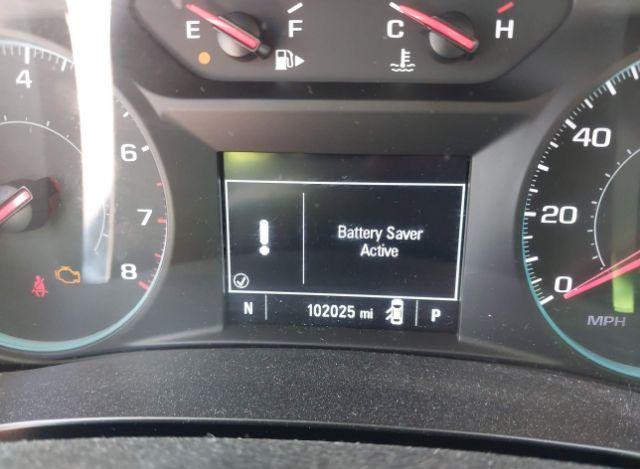 E F C H
4
6
7
8
40
20
0
MPH
Battery Saver
Active
N 102025 mi P